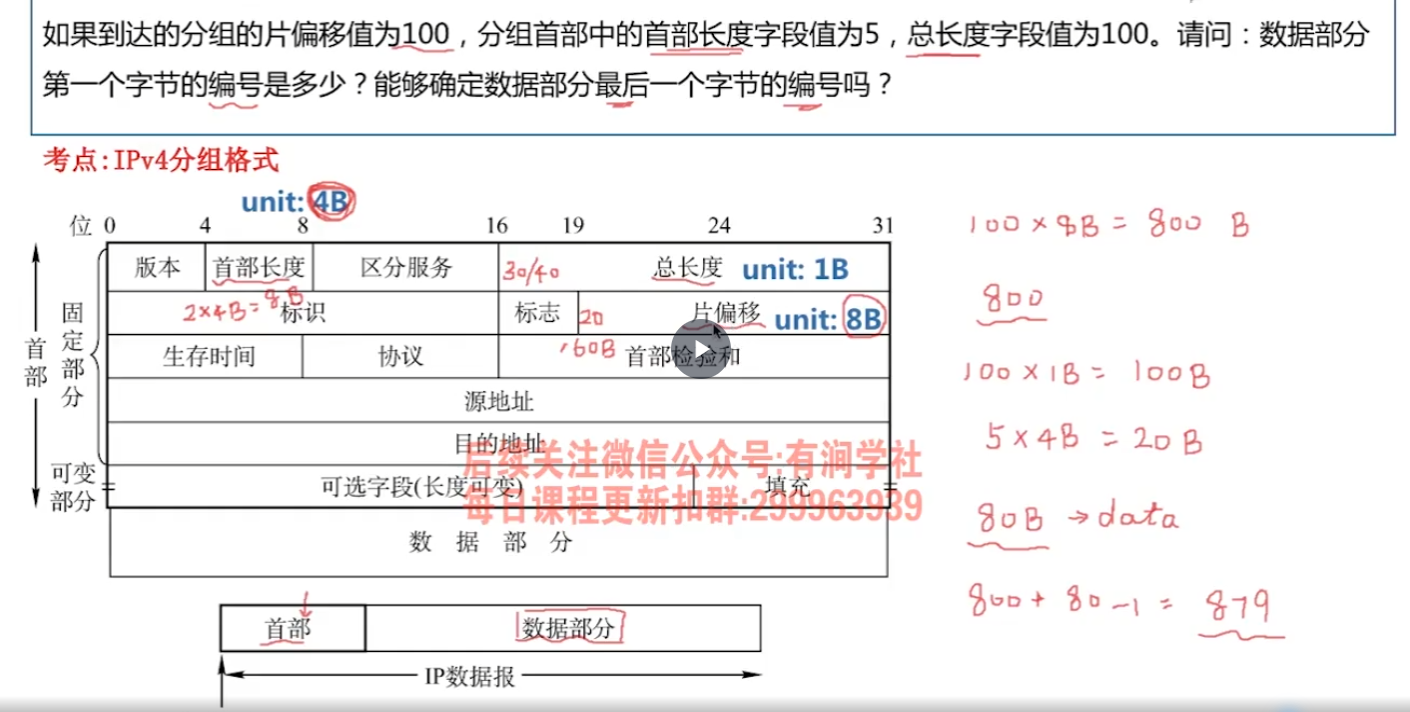 如果到达的分组的片偏移值为100，分组首部中的首部长度字段值为5，总长度字段值为100。请问：数据部分
第一个字节的编号是多少？能够确定数据部分最后一个字节的编号吗？
考点:IPv4分组格式
unit: 4B
位 0 4 8 16 19 24 31
版本 首部长度 区分服务 30/40 总长度 unit: 1B
2×4B=8B 标识 标志 20 片偏移 unit: 8B
生存时间 协议 160B 首部检验和
源地址
目的地址
可选字段(长度可变) 填充
数 据 部 分
首部
固定部分
可变部分
后续关注微信公众号:有涧学社
每日课程更新扣群:299963939
首部 数据部分
IP数据报
100×8B = 800 B
800
100×1B = 100B
5×4B = 20B
80B → data
800+80-1 = 879